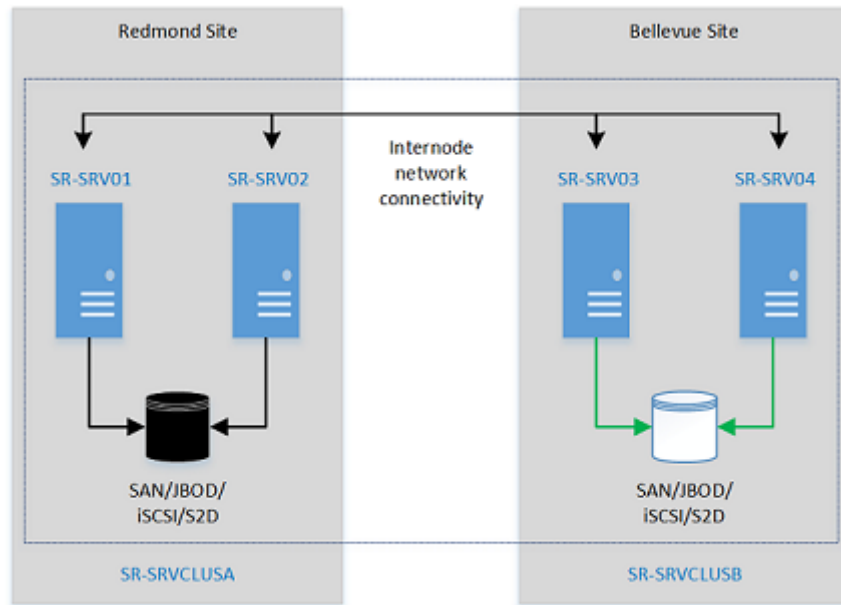 Redmond Site
Bellevue Site
Internode
network
connectivity
SR-SRV01
SR-SRV02
SR-SRV03
SR-SRV04
SAN/JBOD/
iSCSI/S2D
SAN/JBOD/
iSCSI/S2D
SR-SRVCLUSA
SR-SRVCLUSB